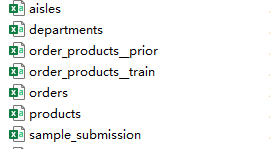 aisles
departments
order_products__prior
order_products__train
orders
products
sample_submission